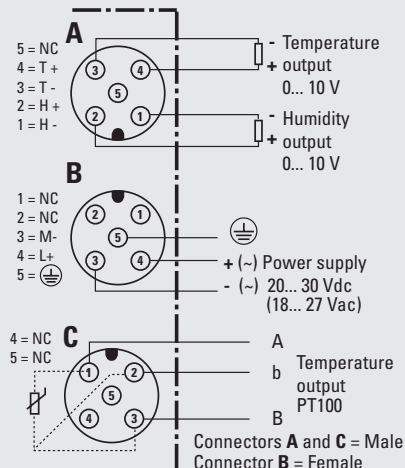 A
5 = NC
4 = T +
3 = T -
2 = H +
1 = H -
3 4
5
2 1
- Temperature
+ output
0... 10 V
- Humidity
+ output
0... 10 V
B
1 = NC
2 = NC
3 = M-
4 = L+
5 =
2 1
5
3 4
+ (~) Power supply
- (~) 20... 30 Vdc
(18... 27 Vac)
C
4 = NC
5 = NC
1 2
5
4 3
A
b
B
Temperature
output
PT100
Connectors A and C = Male
Connector B = Female